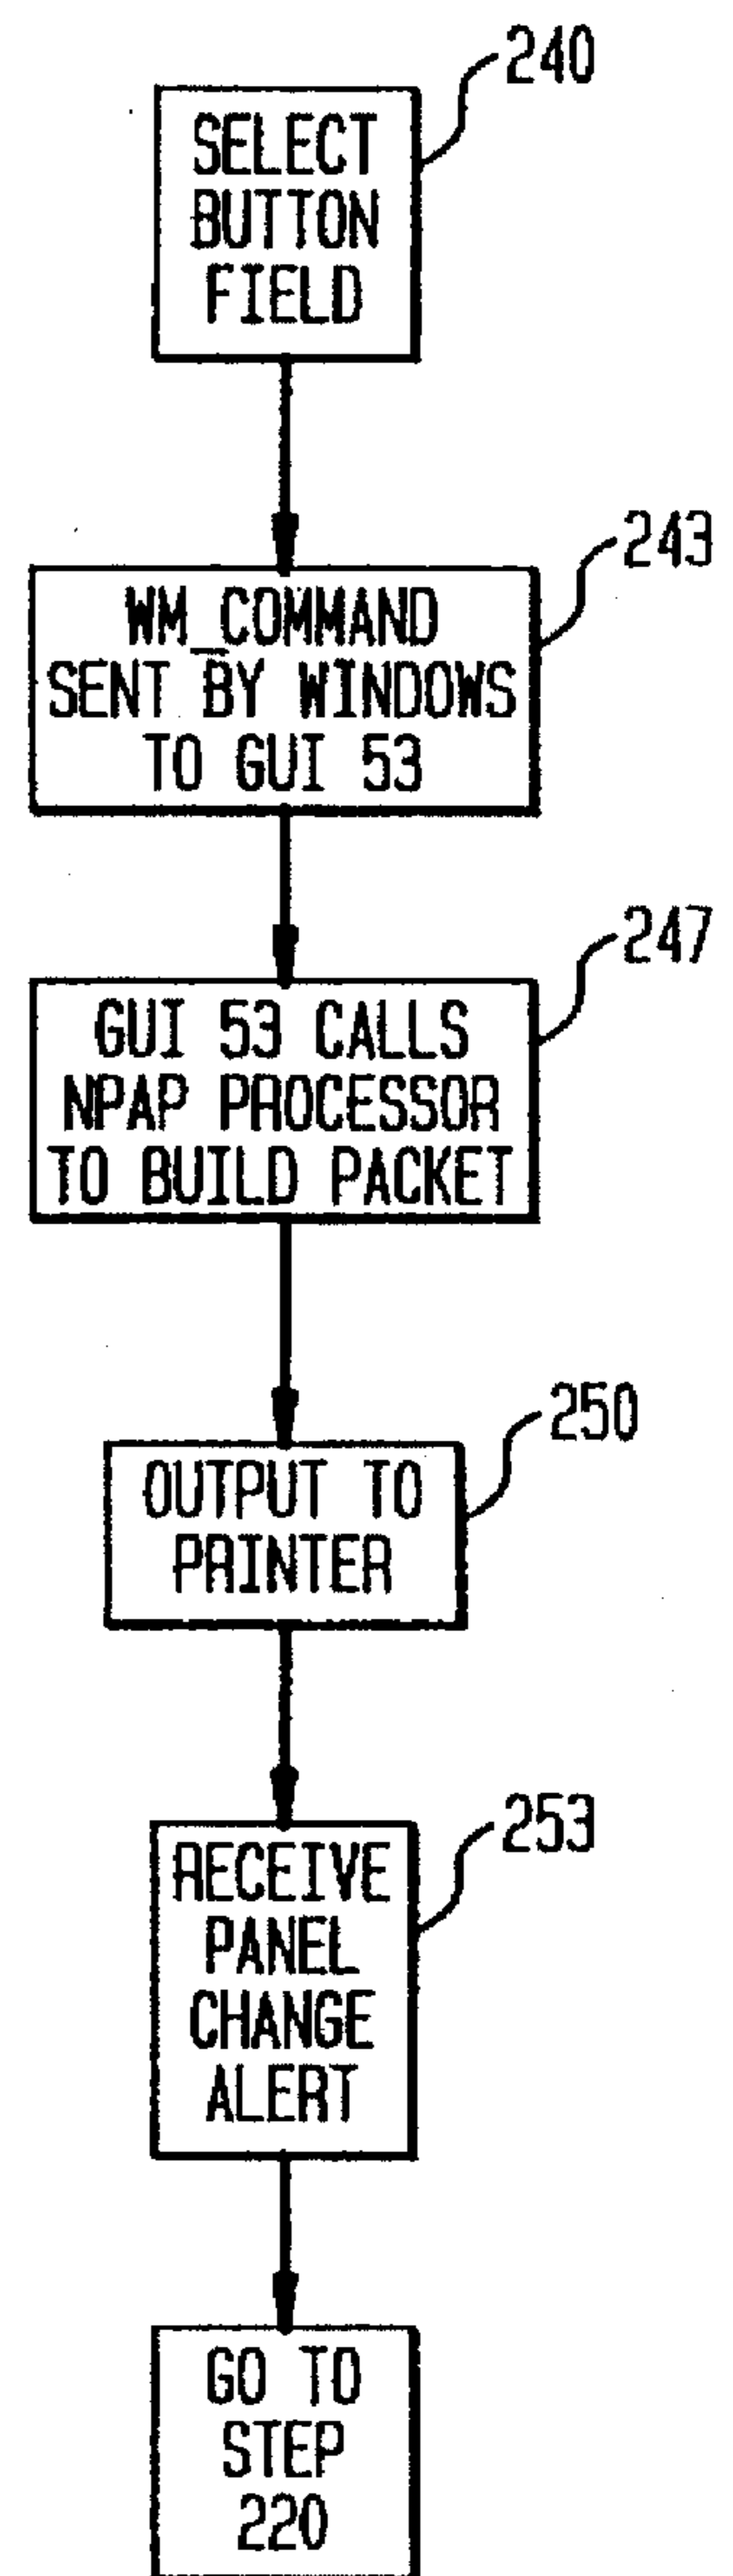 240
SELECT
BUTTON
FIELD
243
WM_COMMAND
SENT BY WINDOWS
TO GUI 53
247
GUI 53 CALLS
NPAP PROCESSOR
TO BUILD PACKET
250
OUTPUT TO
PRINTER
253
RECEIVE
PANEL
CHANGE
ALERT
GO TO
STEP
220